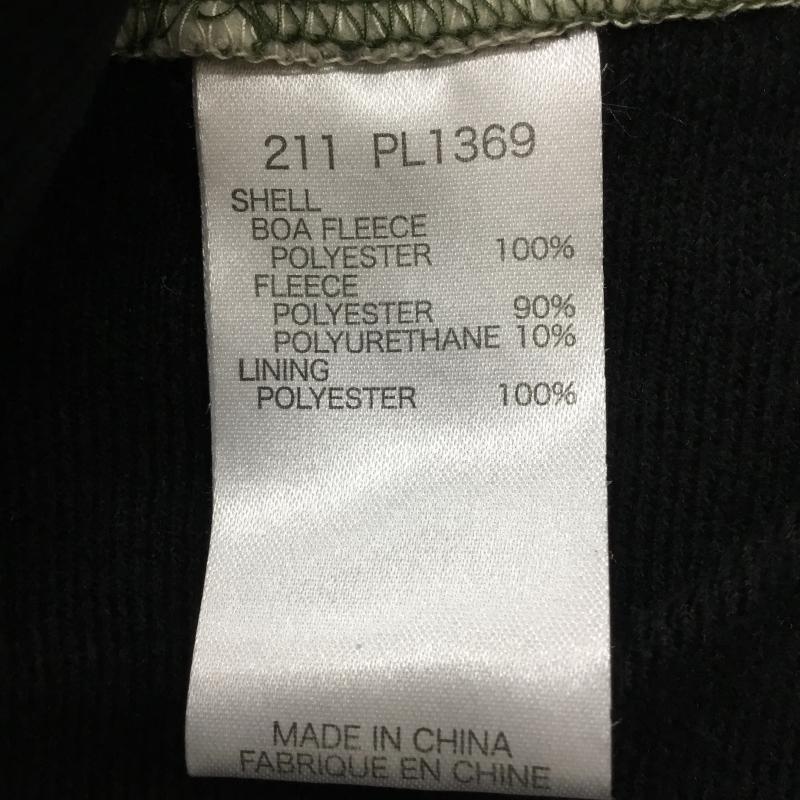 211 PL1369
SHELL
BOA FLEECE
POLYESTER 100%
FLEECE
POLYESTER 90%
POLYURETHANE 10%
LINING
POLYESTER 100%
MADE IN CHINA
FABRIQUE EN CHINE